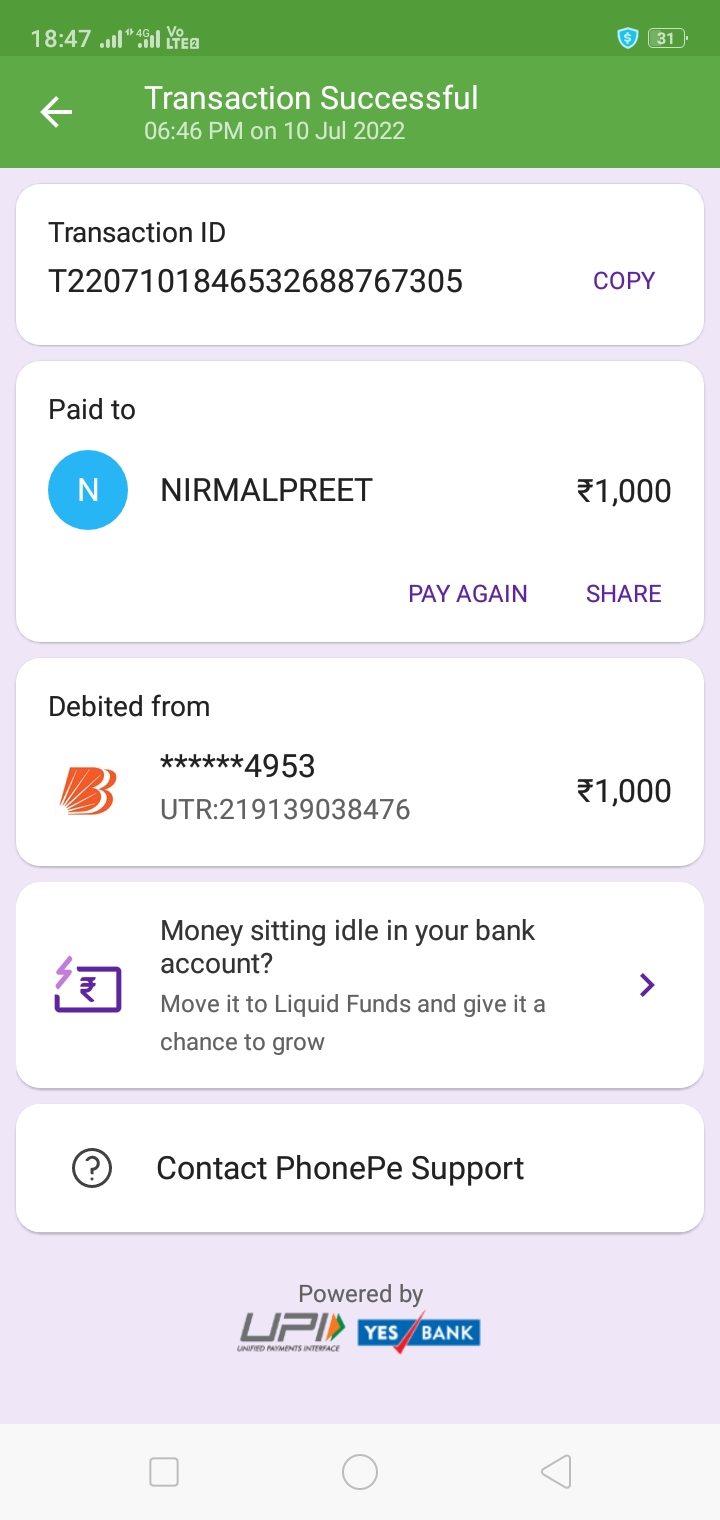 18:47 4G Vo LTE2 31
Transaction Successful
06:46 PM on 10 Jul 2022
Transaction ID
T2207101846532688767305 COPY
Paid to
N NIRMALPREET ₹1,000
PAY AGAIN SHARE
Debited from
******4953
₹1,000
UTR:219139038476
Money sitting idle in your bank
account?
Move it to Liquid Funds and give it a
chance to grow
Contact PhonePe Support
Powered by
UPI YES BANK
UNIFIED PAYMENTS INTERFACE